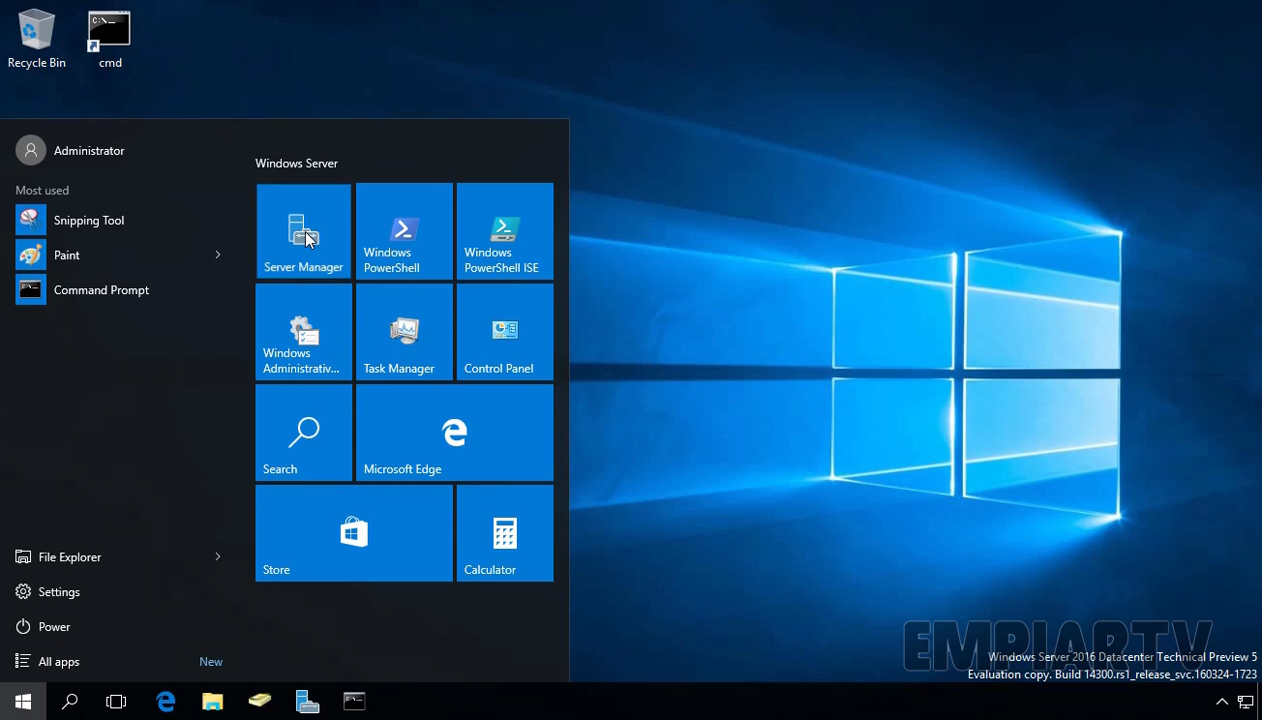 Recycle Bin
cmd
Administrator
Most used
Snipping Tool
Paint
Command Prompt
File Explorer
Settings
Power
All apps
New
Windows Server
Server Manager
Windows
PowerShell
Windows
PowerShell ISE
Windows
Administrativ...
Task Manager
Control Panel
Search
Microsoft Edge
Store
Calculator
EMPIARTV
Windows Server 2016 Datacenter Technical Preview 5
Evaluation copy. Build 14300.rs1_release_svc.160324-1723